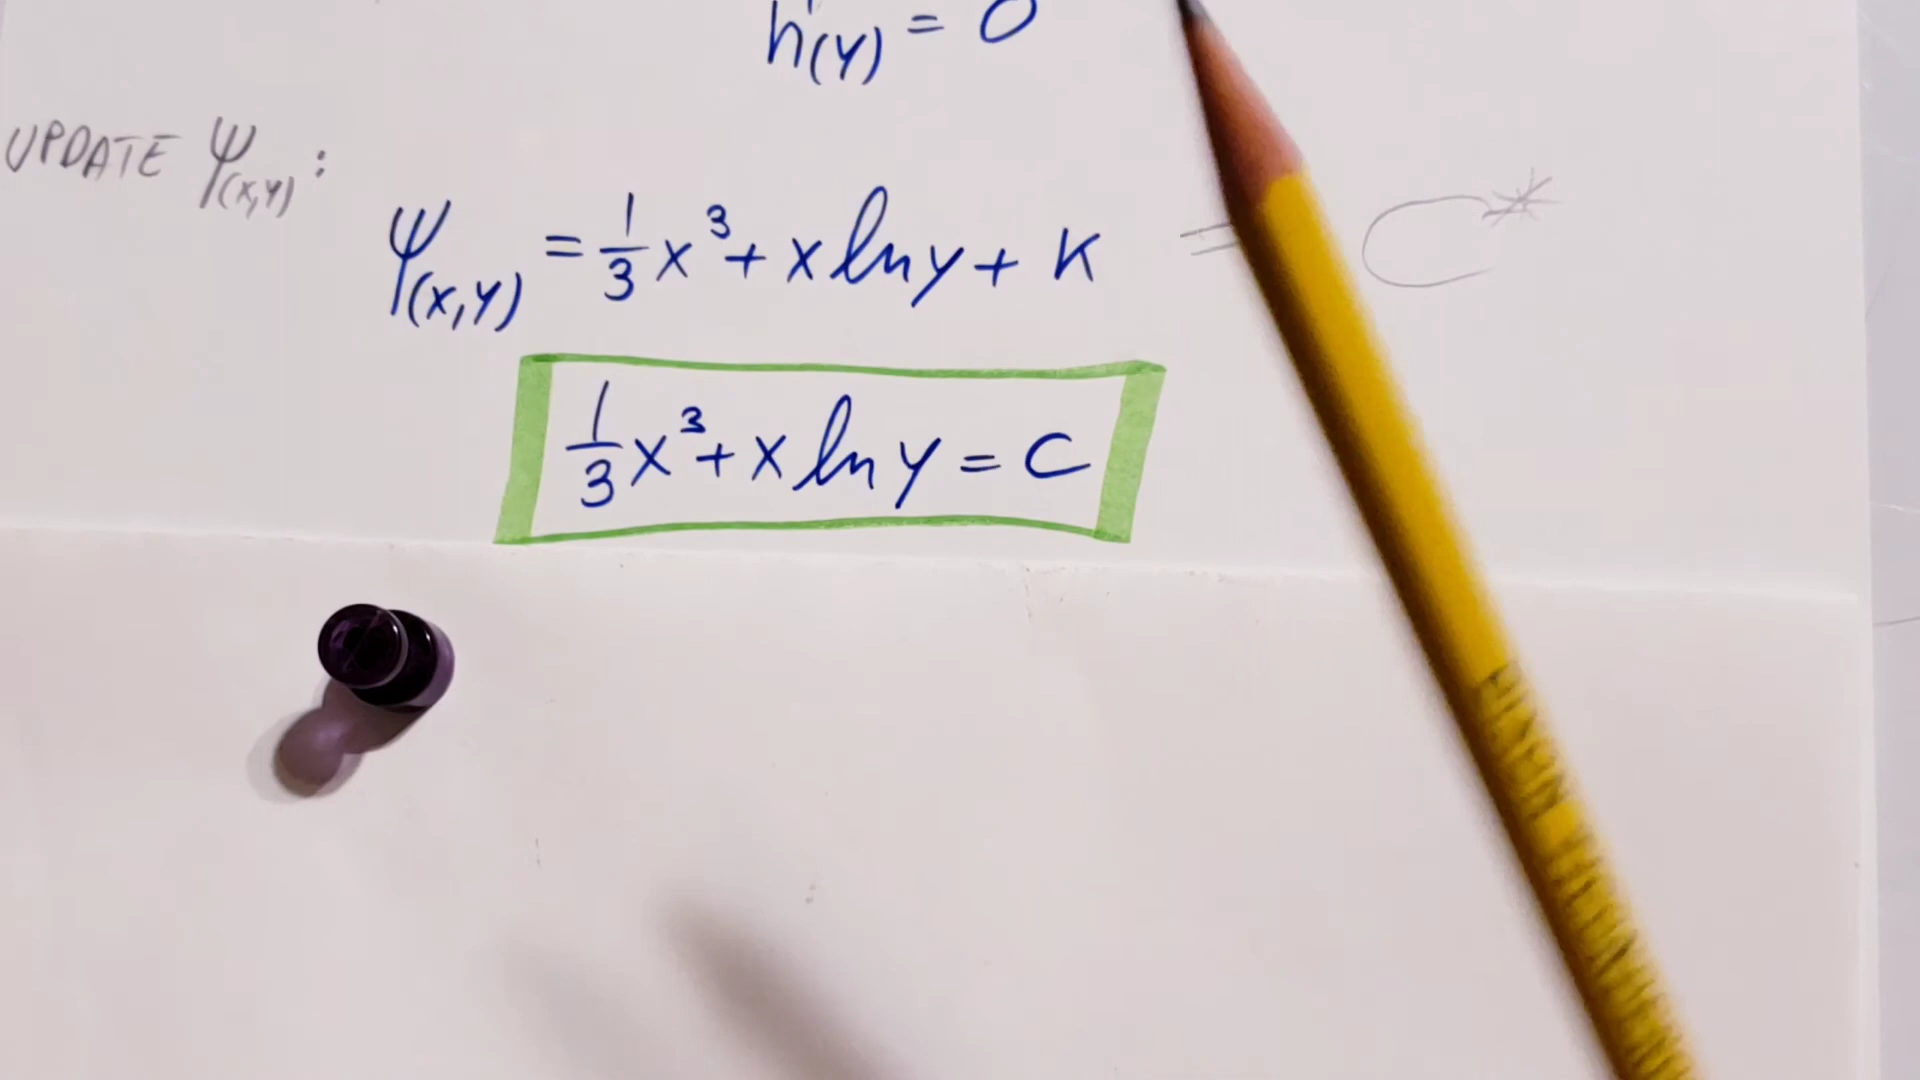 h'(y) = 0
UPDATE Ψ(x,y) :
Ψ(x,y) = 1/3 x³ + x ln y + K = C*
1/3 x³ + x ln y = C